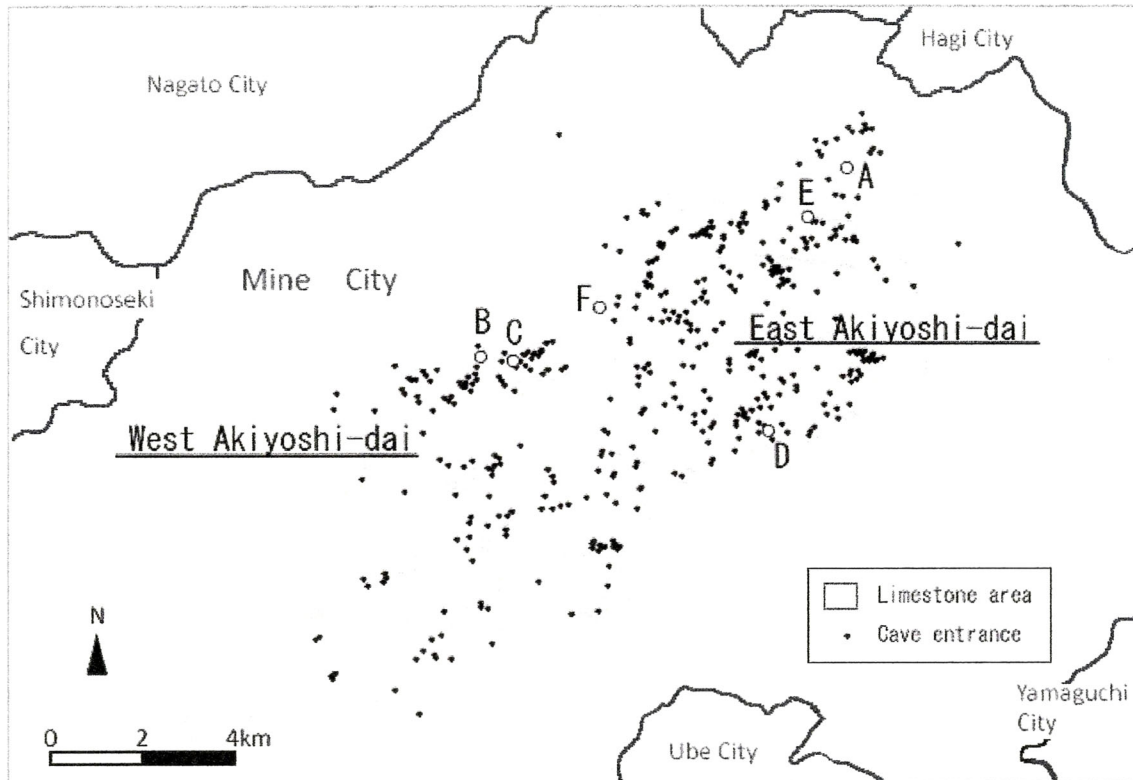 Hagi City
Nagato City
A
E
Mine City
Shimonoseki
City
F
B
C
East Akiyoshi-dai
West Akiyoshi-dai
D
Limestone area
Cave entrance
N
0 2 4km
Yamaguchi
City
Ube City